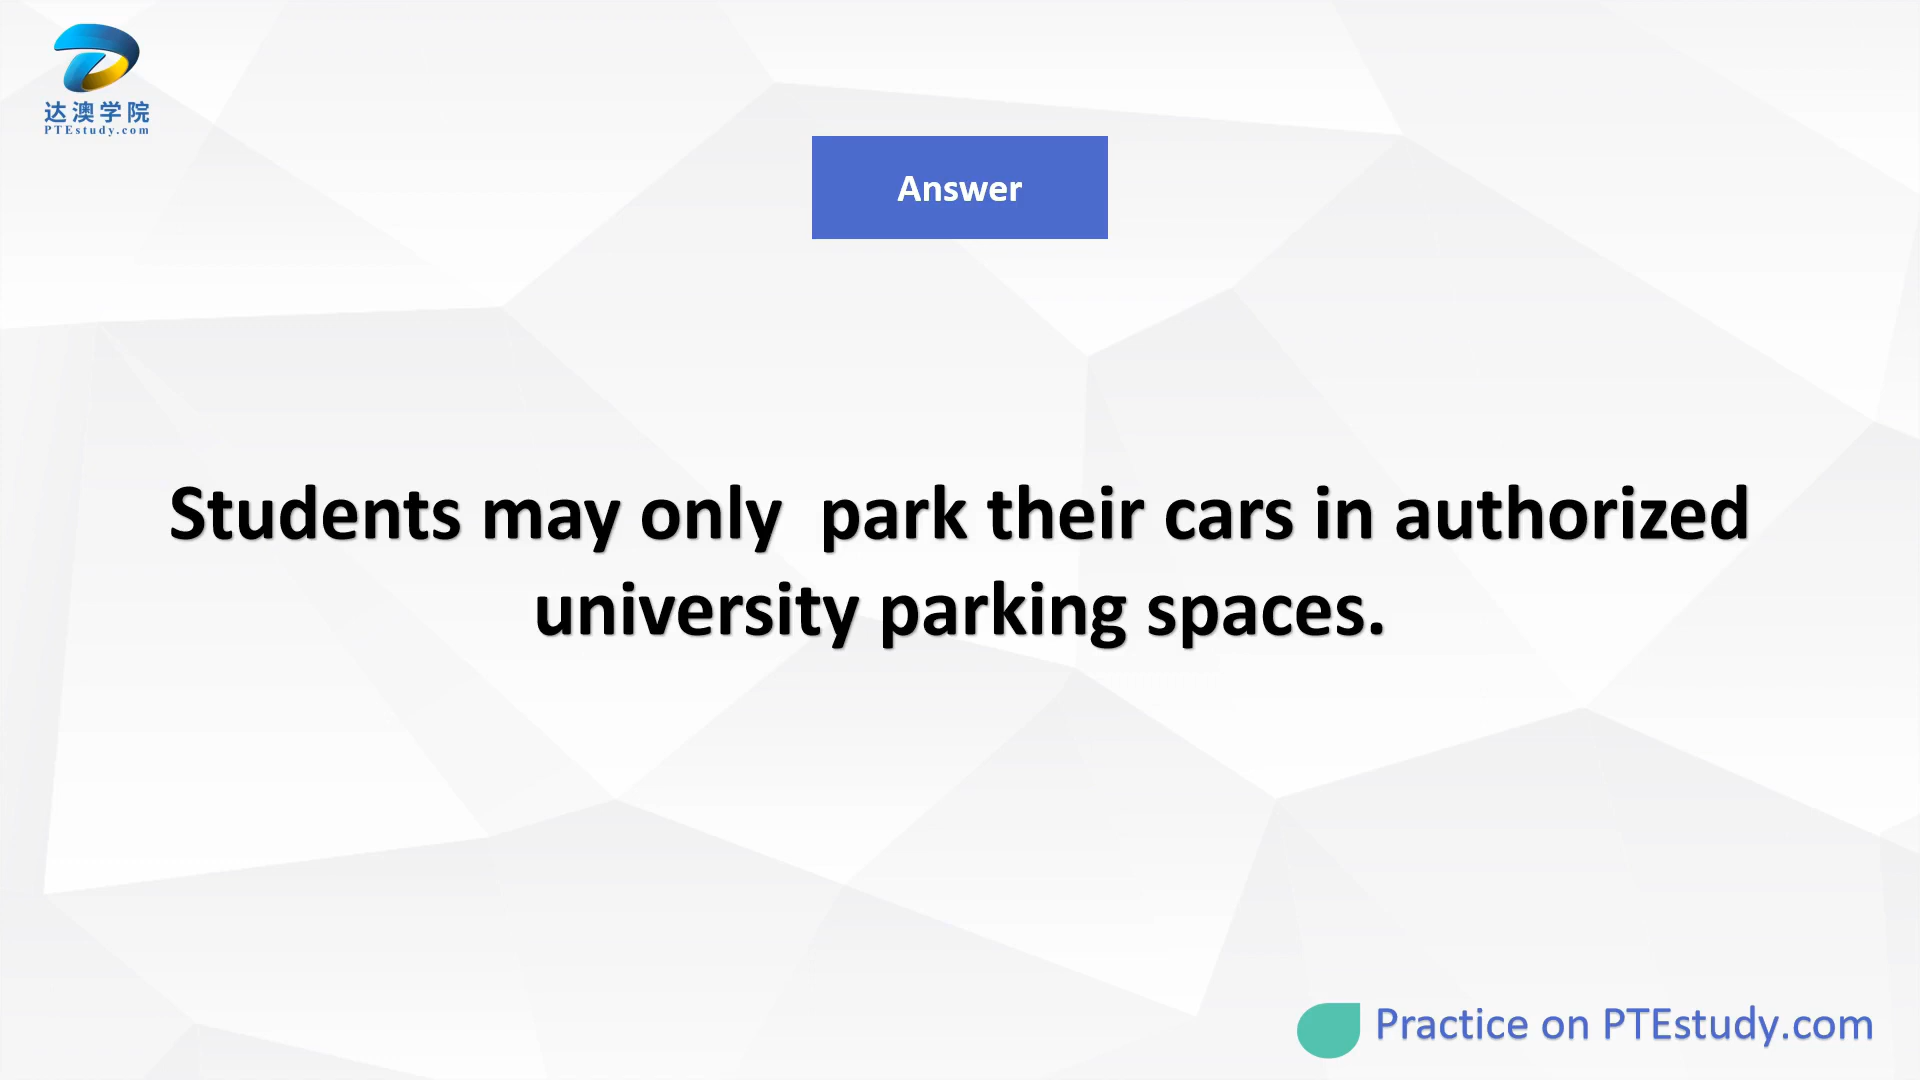 达澳学院
PTEstudy.com
Answer
Students may only  park their cars in authorized
university parking spaces.
Practice on PTEstudy.com